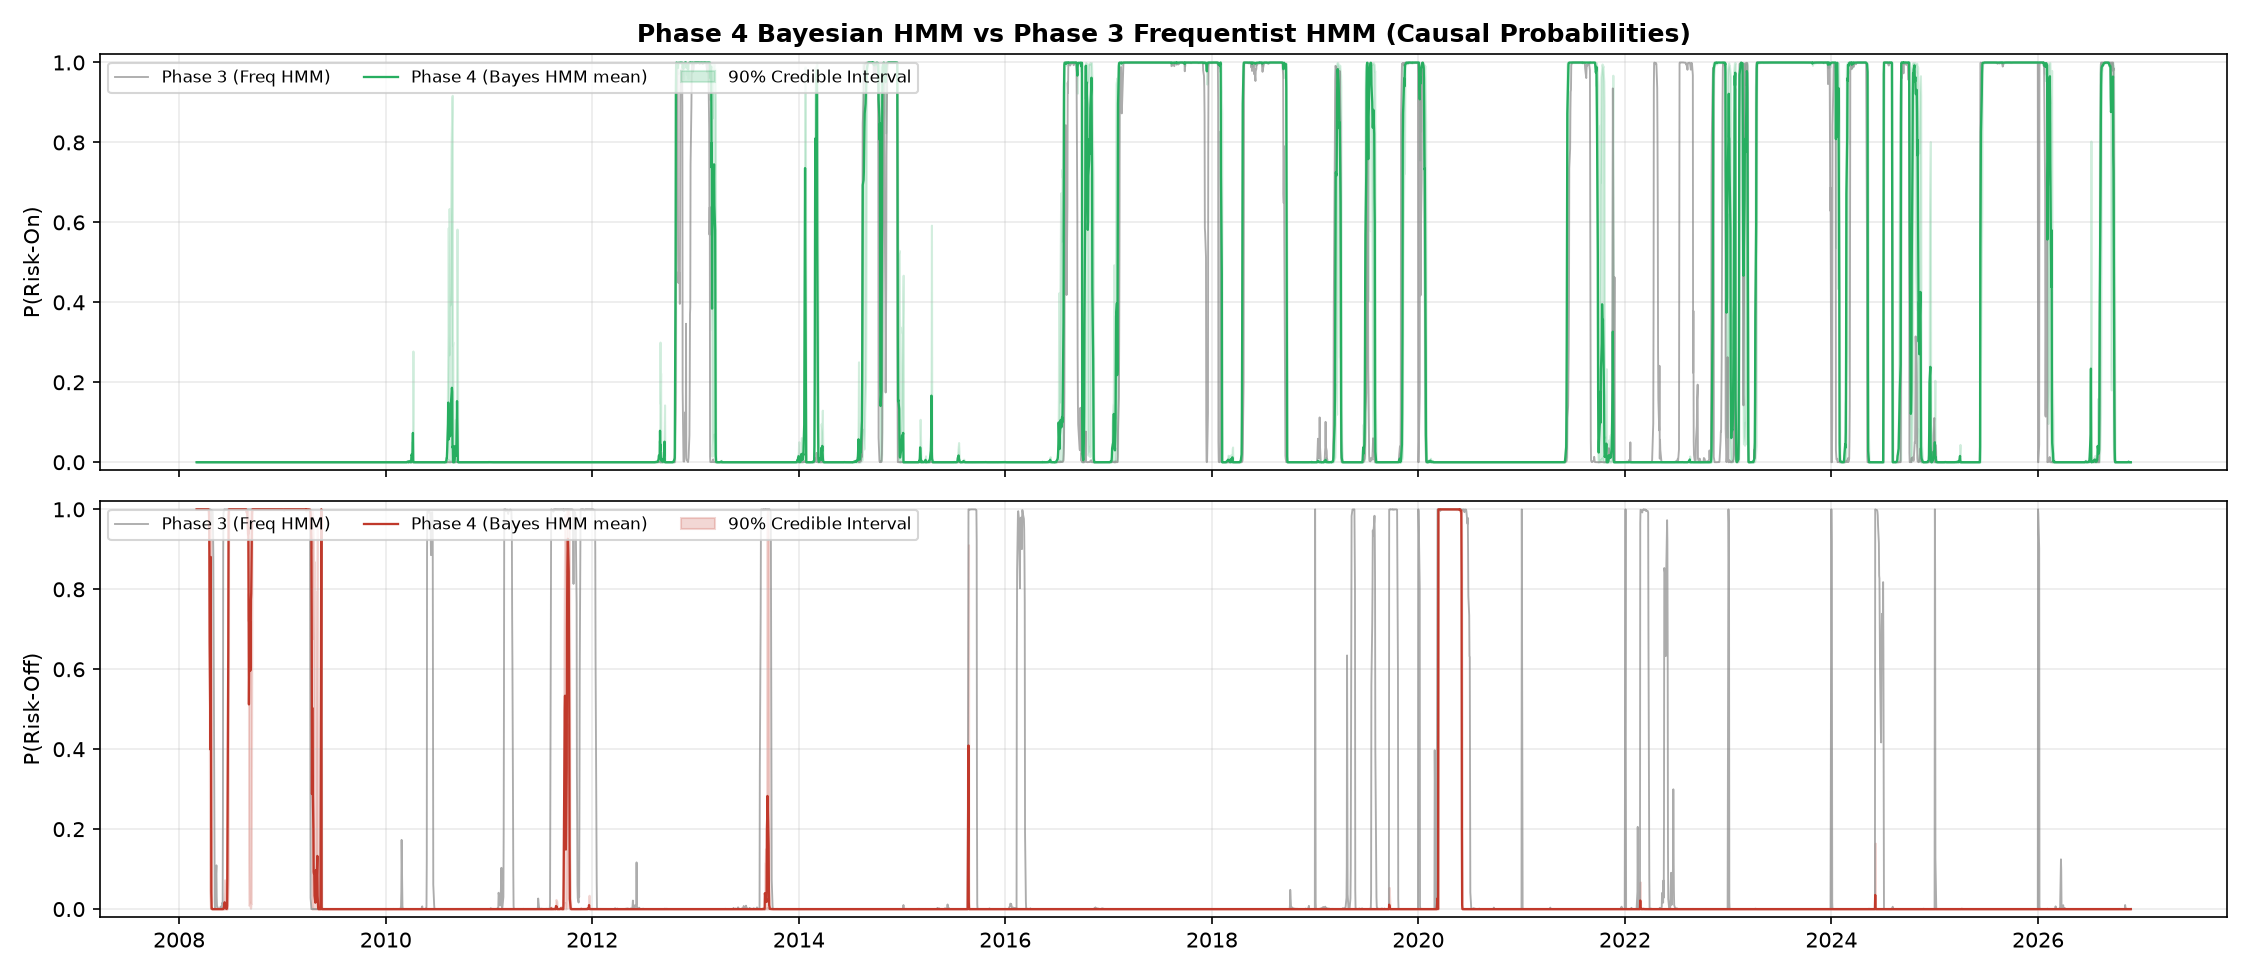 Phase 4 Bayesian HMM vs Phase 3 Frequentist HMM (Causal Probabilities)
Phase 3 (Freq HMM) Phase 4 (Bayes HMM mean) 90% Credible Interval
P(Risk-On)
1.0
0.8
0.6
0.4
0.2
0.0
Phase 3 (Freq HMM) Phase 4 (Bayes HMM mean) 90% Credible Interval
P(Risk-Off)
1.0
0.8
0.6
0.4
0.2
0.0
2008 2010 2012 2014 2016 2018 2020 2022 2024 2026